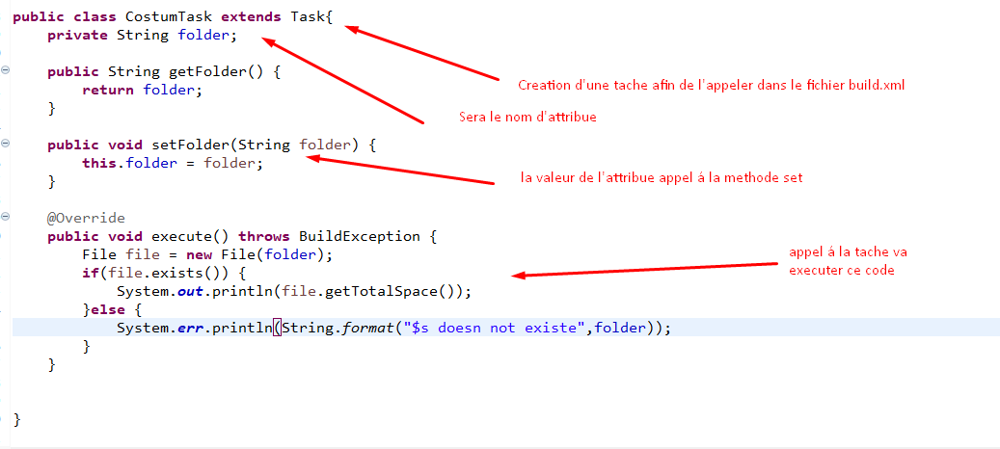 public class CostumTask extends Task{
private String folder;
Creation d'une tache afin de l'appeler dans le fichier build.xml
public String getFolder() {
return folder;
Sera le nom d'attribue
}
public void setFolder(String folder) {
this.folder = folder;
la valeur de l'attribue appel á la methode set
}
@Override
public void execute() throws BuildException {
File file = new File(folder);
appel á la tache va
executer ce code
if(file.exists()) {
System.out.println(file.getTotalSpace());
}else {
System.err.println(String.format("$s doesn not existe",folder));
}
}
}